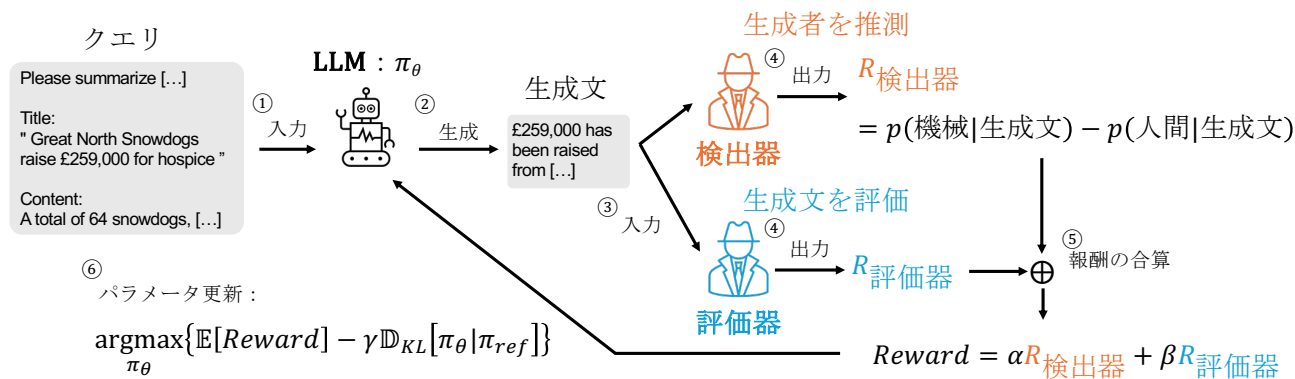 クエリ
Please summarize […]
Title:
" Great North Snowdogs
raise £259,000 for hospice ”
Content:
A total of 64 snowdogs, […]
①
入力
LLM：πθ
②
生成
生成文
£259,000 has
been raised
from […]
③
入力
生成者を推測
検出器
④
出力
R検出器
= p(機械|生成文) − p(人間|生成文)
生成文を評価
評価器
④
出力
R評価器
⊕
⑤
報酬の合算
Reward = αR検出器 + βR評価器
⑥
パラメータ更新：
argmax{𝔼[Reward] − γ𝔻KL[πθ|πref]}
πθ